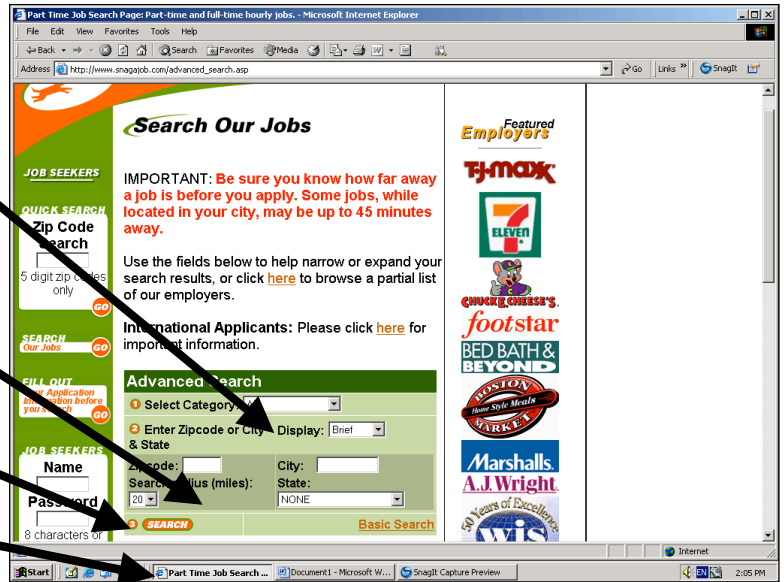 Part Time Job Search Page: Part-time and full-time hourly jobs. - Microsoft Internet Explorer
File Edit View Favorites Tools Help
Back Search Favorites Media
Address http://www.snagajob.com/advanced_search.asp Go Links » SnagIt
Search Our Jobs
Featured
Employers
JOB SEEKERS
IMPORTANT: Be sure you know how far away
a job is before you apply. Some jobs, while
located in your city, may be up to 45 minutes
away.
QUICK SEARCH
Zip Code
Search
5 digit zip codes
only
GO
Use the fields below to help narrow or expand your
search results, or click here to browse a partial list
of our employers.
International Applicants: Please click here for
important information.
SEARCH
Our Jobs
GO
FILL OUT
Your Application
Information before
you search
GO
JOB SEEKERS
Name
Password
8 characters or
Advanced Search
1 Select Category:
2 Enter Zipcode or City
& State
Display: Brief
Zipcode:
City:
Search Radius (miles):
State:
20
NONE
3 SEARCH
Basic Search
T·J·maxx
7
ELEVEN
CHUCK E. CHEESE'S.
footstar
BED BATH &
BEYOND
BOSTON
Home Style Meals
MARKET
Marshalls.
A.J.Wright
50 Years of Excellence
WIS
Internet
Start Part Time Job Search ... Document1 - Microsoft W... SnagIt Capture Preview EN 2:05 PM